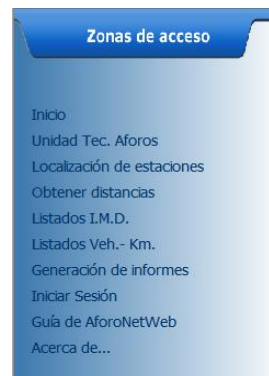 Zonas de acceso
Inicio
Unidad Tec. Aforos
Localización de estaciones
Obtener distancias
Listados I.M.D.
Listados Veh.- Km.
Generación de informes
Iniciar Sesión
Guía de AforoNetWeb
Acerca de...